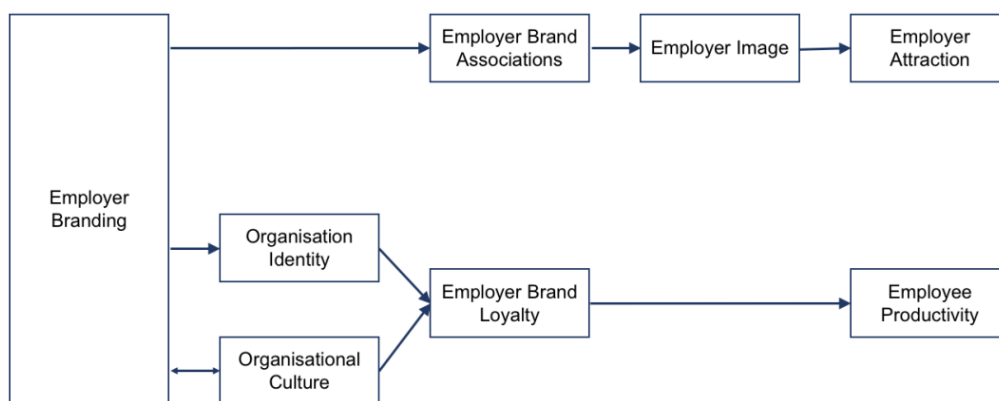 Employer Brand
Associations
Employer Image
Employer
Attraction
Employer
Branding
Organisation
Identity
Employer Brand
Loyalty
Employee
Productivity
Organisational
Culture